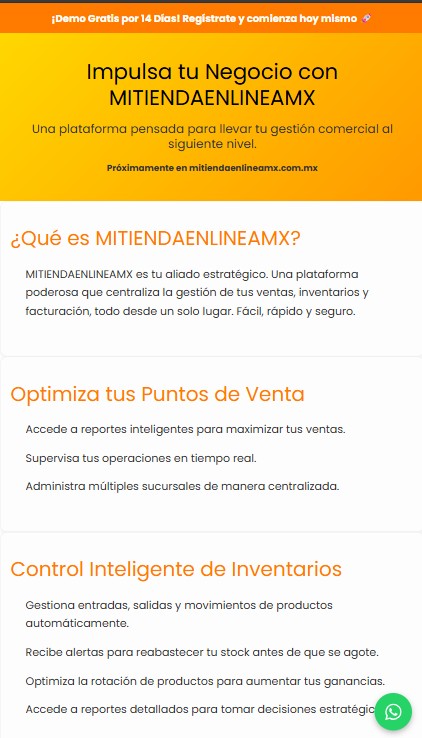 ¡Demo Gratis por 14 Días! Regístrate y comienza hoy mismo 🚀
Impulsa tu Negocio con
MITIENDAENLINEAMX
Una plataforma pensada para llevar tu gestión comercial al
siguiente nivel.
Próximamente en mitiendaenlineamx.com.mx
¿Qué es MITIENDAENLINEAMX?
MITIENDAENLINEAMX es tu aliado estratégico. Una plataforma
poderosa que centraliza la gestión de tus ventas, inventarios y
facturación, todo desde un solo lugar. Fácil, rápido y seguro.
Optimiza tus Puntos de Venta
Accede a reportes inteligentes para maximizar tus ventas.
Supervisa tus operaciones en tiempo real.
Administra múltiples sucursales de manera centralizada.
Control Inteligente de Inventarios
Gestiona entradas, salidas y movimientos de productos
automáticamente.
Recibe alertas para reabastecer tu stock antes de que se agote.
Optimiza la rotación de productos para aumentar tus ganancias.
Accede a reportes detallados para tomar decisiones